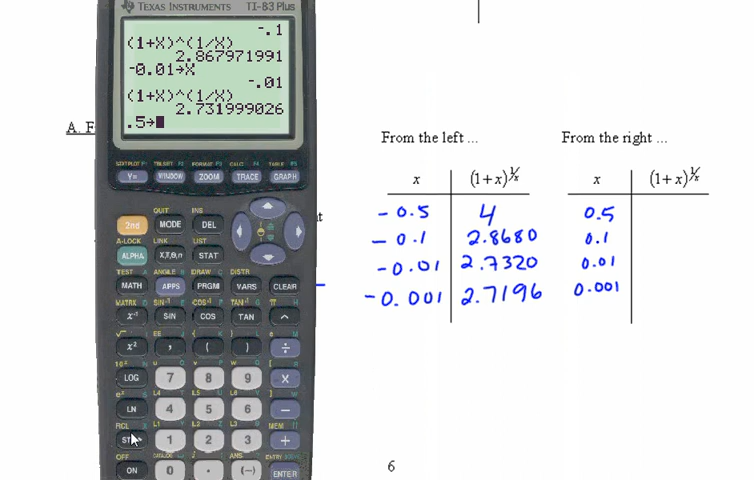 TEXAS INSTRUMENTS TI-83 Plus
-.1
(1+X)^(1/X)
2.867971991
-0.01→X
-.01
(1+X)^(1/X)
2.731999026
.5→
A. F
From the left ...
From the right ...
x (1+x)^1/x
-0.5 4
-0.1 2.8680
-0.01 2.7320
-0.001 2.7196
x (1+x)^1/x
0.5
0.1
0.01
0.001
STAT PLOT F1 TBLSET F2 FORMAT F3 CALC F4 TABLE F5
Y= WINDOW ZOOM TRACE GRAPH
QUIT INS
2nd MODE DEL
A-LOCK LINK LIST
ALPHA X,T,θ,n STAT
TEST A ANGLE B DRAW C DISTR
MATH APPS PRGM VARS CLEAR
MATRX D SIN⁻¹ E COS⁻¹ F TAN⁻¹ G π H
x⁻¹ SIN COS TAN ^
x² , ( ) ÷
LOG 7 8 9 X
LN 4 5 6 −
RCL
1 2 3 +
OFF
ON 0 . (−) ENTER
6